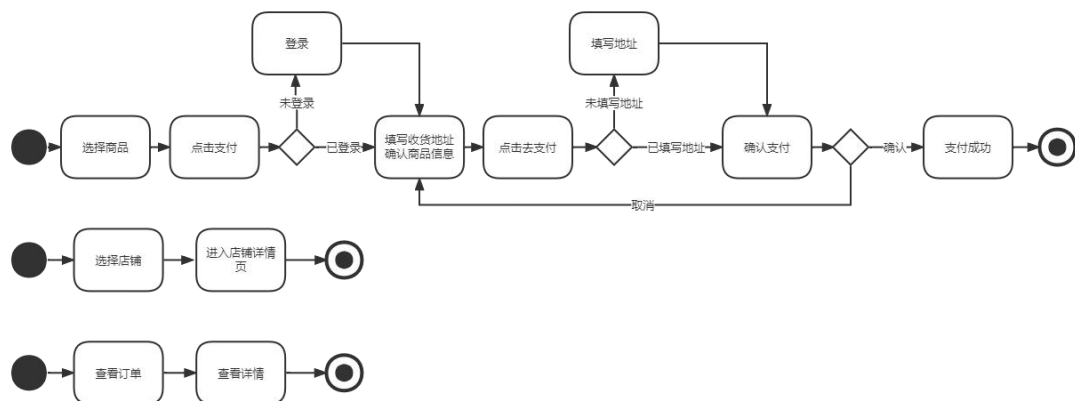 登录
填写地址
未登录
未填写地址
选择商品
点击支付
已登录
填写收货地址
确认商品信息
点击去支付
已填写地址
确认支付
确认
支付成功
取消
选择店铺
进入店铺详情
页
查看订单
查看详情